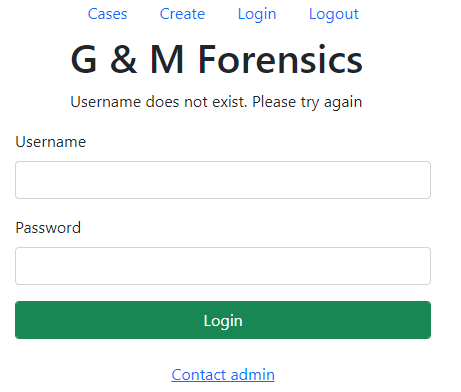 Cases Create Login Logout
G & M Forensics
Username does not exist. Please try again
Username
Password
Login
Contact admin